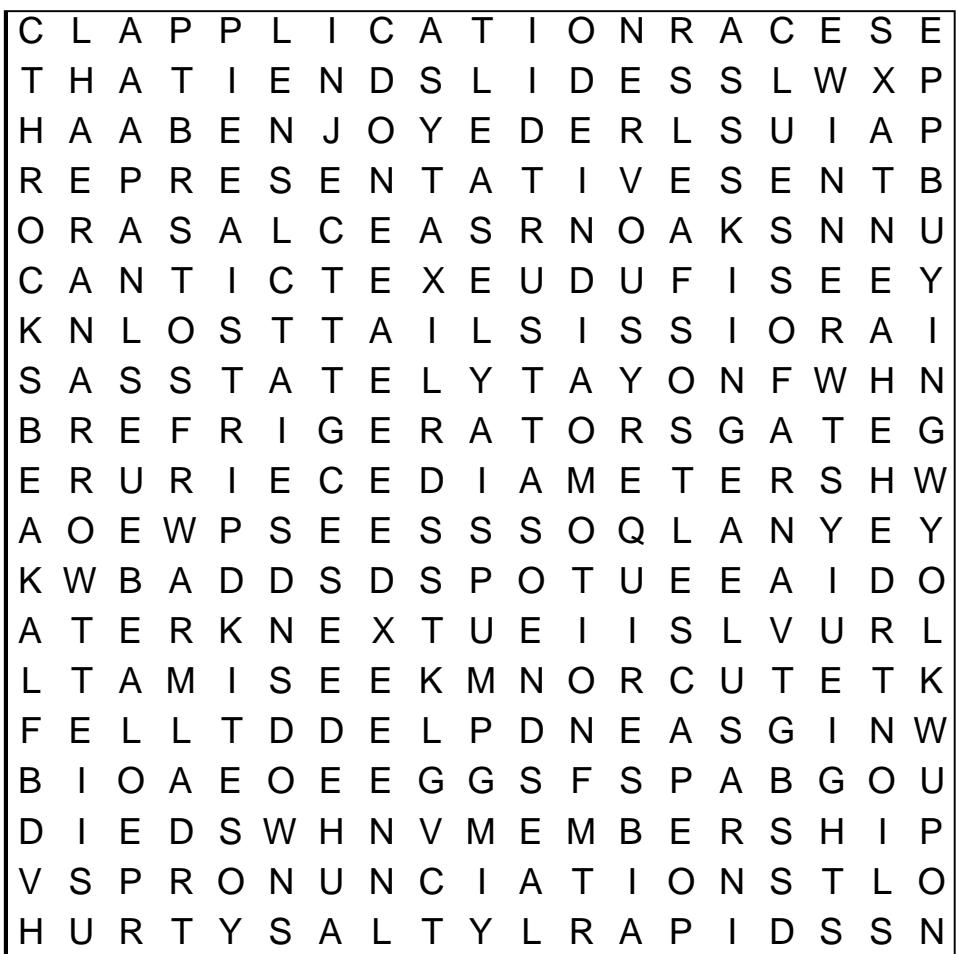 C L A P P L I C A T I O N R A C E S E
T H A T I E N D S L I D E S S L W X P
H A A B E N J O Y E D E R L S U I A P
R E P R E S E N T A T I V E S E N T B
O R A S A L C E A S R N O A K S N N U
C A N T I C T E X E U D U F I S E E Y
K N L O S T T A I L S I S S I O R A I
S A S S T A T E L Y T A Y O N F W H N
B R E F R I G E R A T O R S G A T E G
E R U R I E C E D I A M E T E R S H W
A O E W P S E E S S S O Q L A N Y E Y
K W B A D D S D S P O T U E E A I D O
A T E R K N E X T U E I I S L V U R L
L T A M I S E E K M N O R C U T E T K
F E L L T D D E L P D N E A S G I N W
B I O A E O E E G G S F S P A B G O U
D I E D S W H N V M E M B E R S H I P
V S P R O N U N C I A T I O N S T L O
H U R T Y S A L T Y L R A P I D S S N